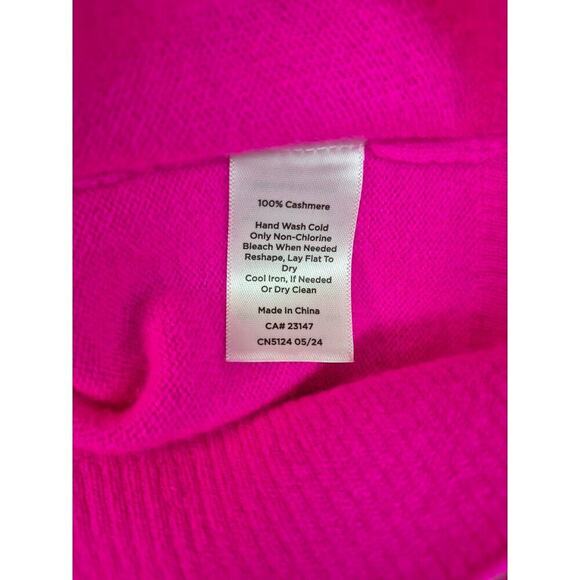 100% Cashmere
Hand Wash Cold
Only Non-Chlorine
Bleach When Needed
Reshape, Lay Flat To
Dry
Cool Iron, If Needed
Or Dry Clean
Made in China
CA# 23147
CN5124 05/24